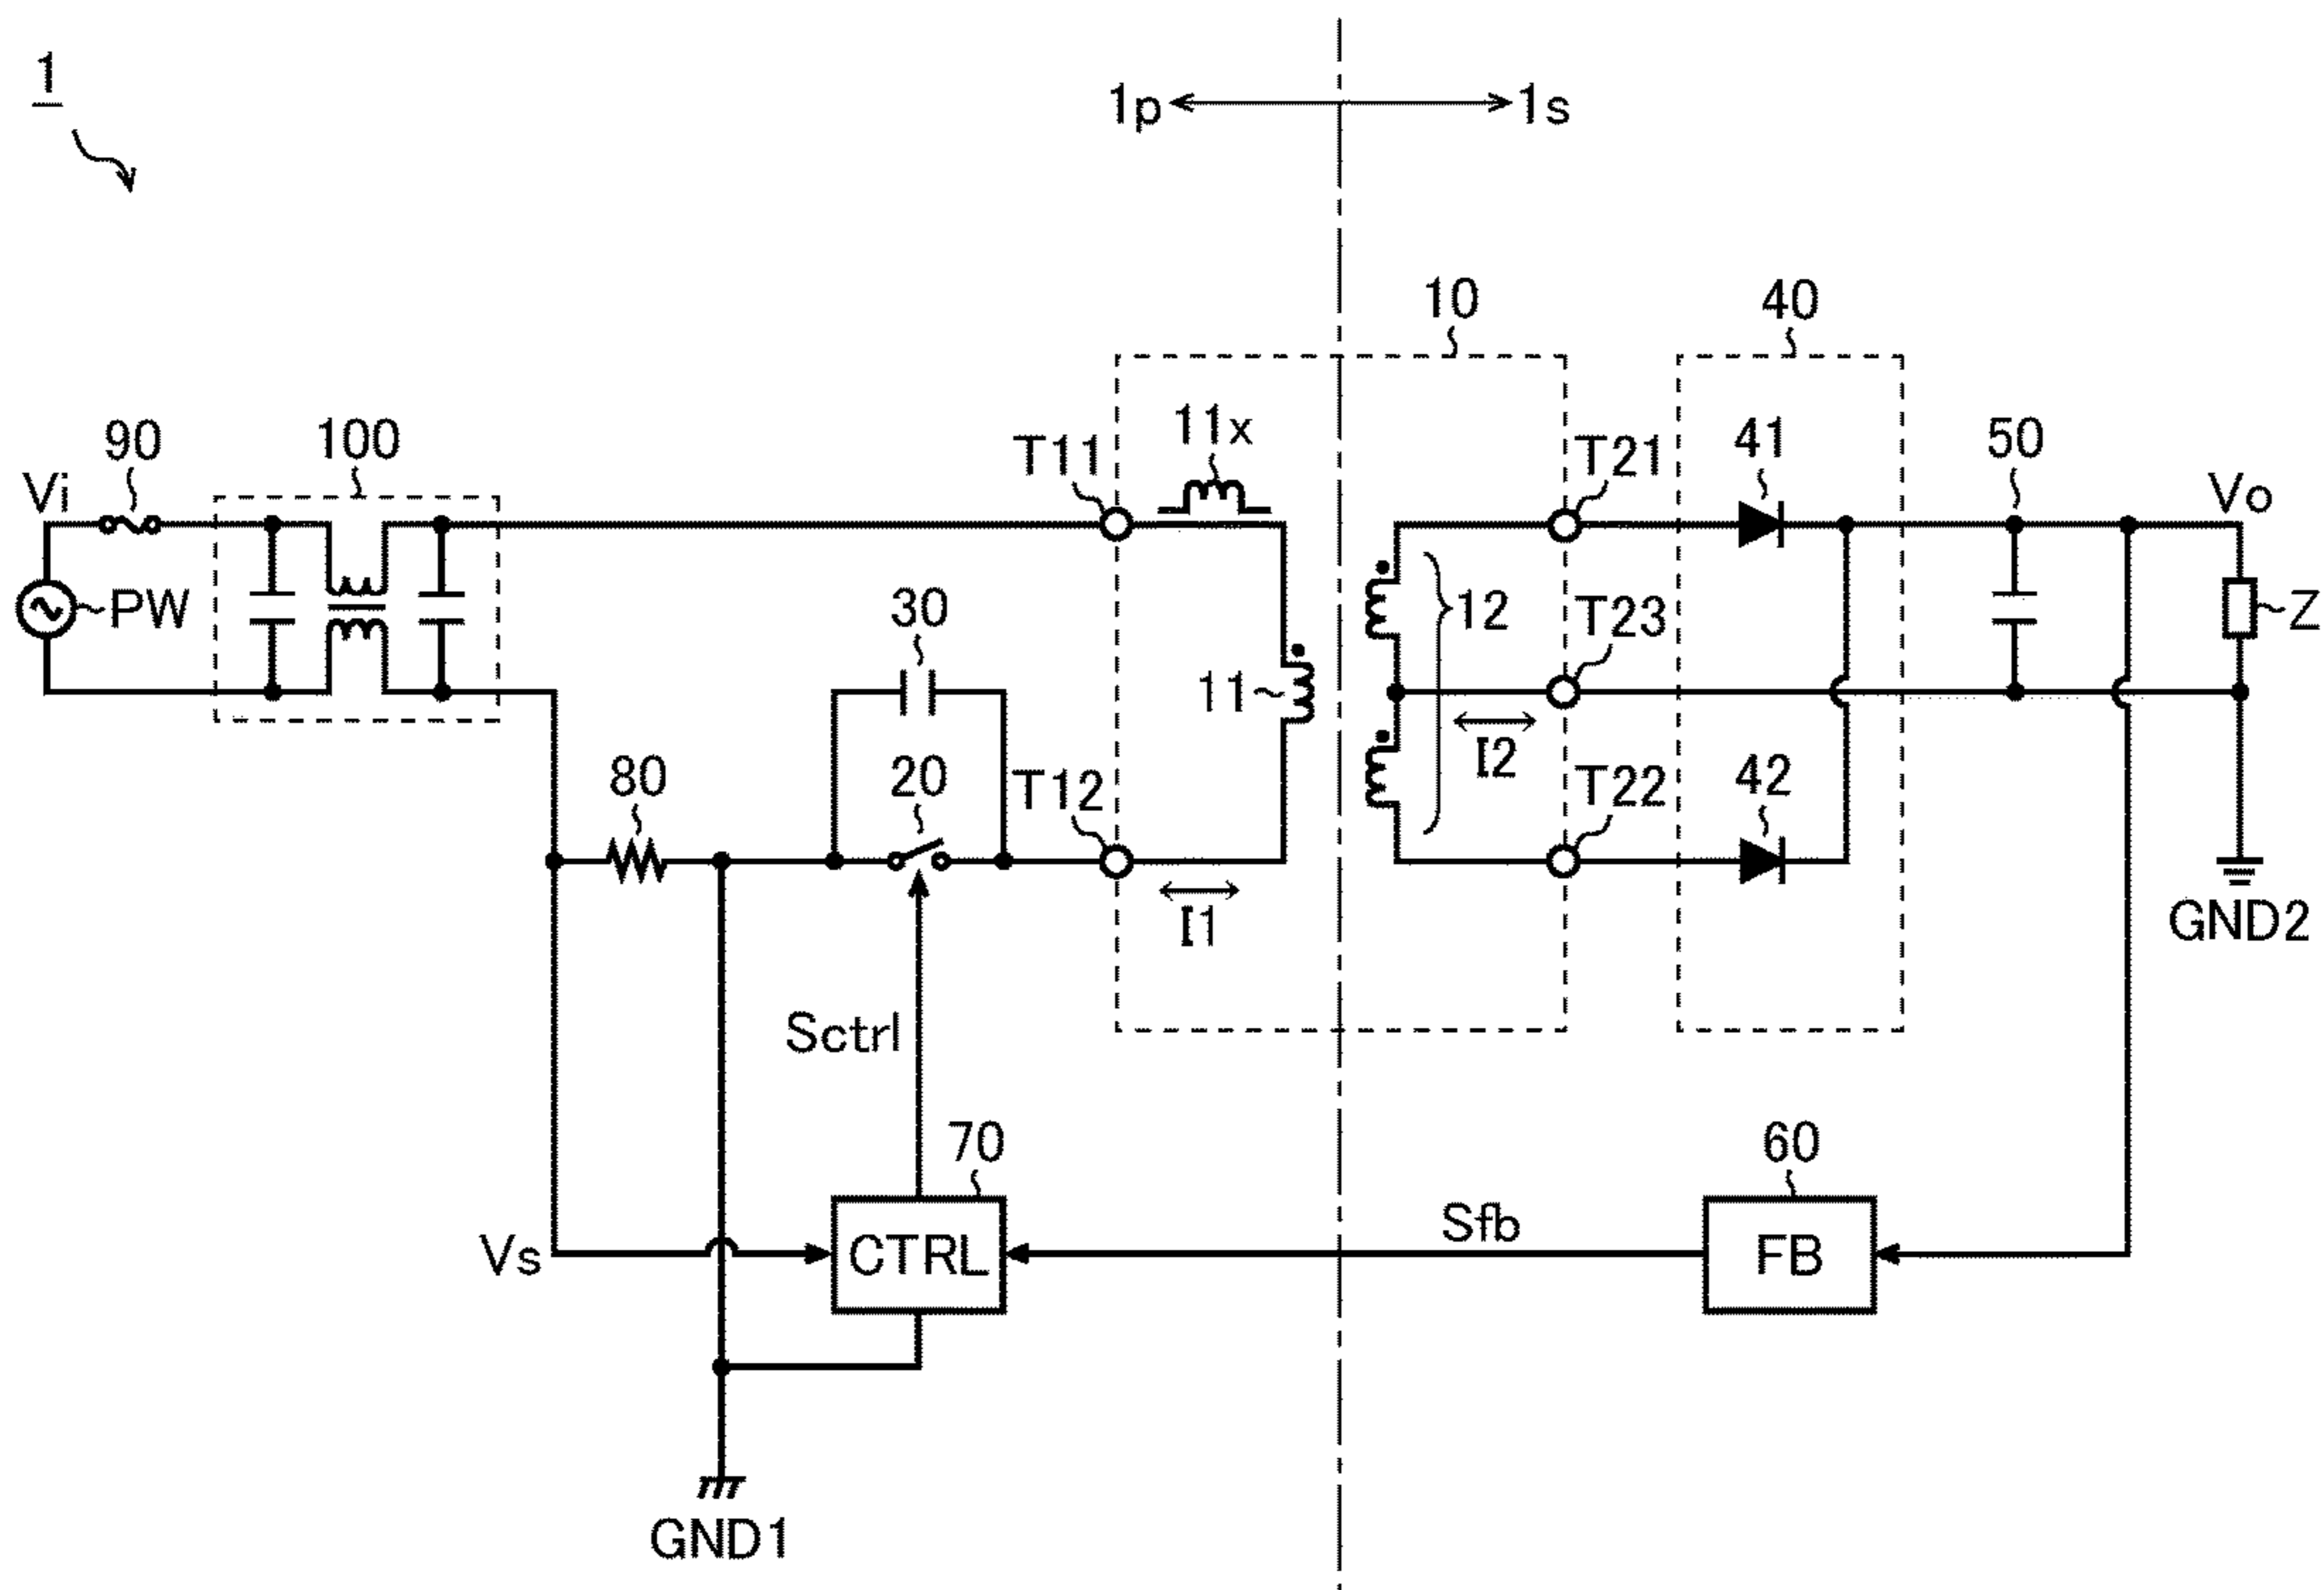 1
1p
1s
10
40
90
100
T11
11x
T21
41
50
Vi
Vo
PW
30
12
T23
Z
11
80
20
T12
I2
T22
42
I1
GND2
Sctrl
70
60
Vs
CTRL
Sfb
FB
GND1